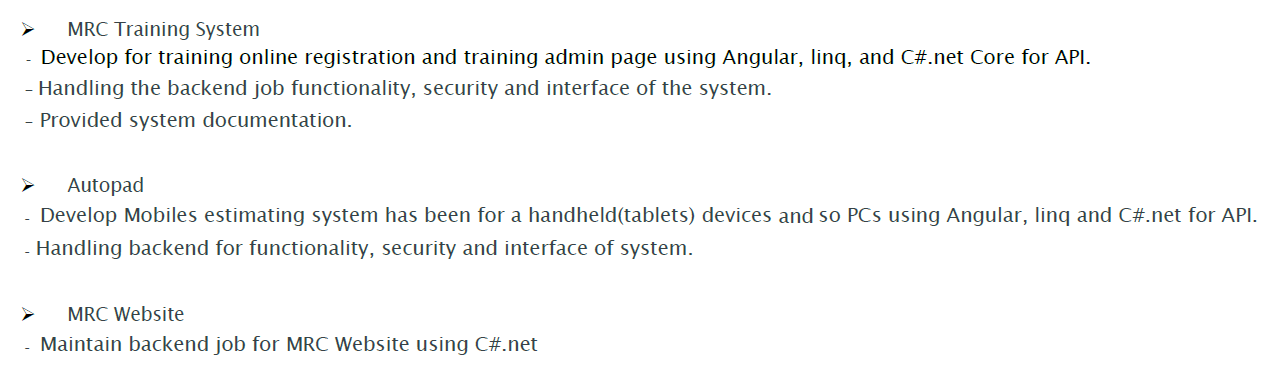 ➢ MRC Training System
- Develop for training online registration and training admin page using Angular, linq, and C#.net Core for API.
- Handling the backend job functionality, security and interface of the system.
- Provided system documentation.
➢ Autopad
- Develop Mobiles estimating system has been for a handheld(tablets) devices and so PCs using Angular, linq and C#.net for API.
- Handling backend for functionality, security and interface of system.
➢ MRC Website
- Maintain backend job for MRC Website using C#.net